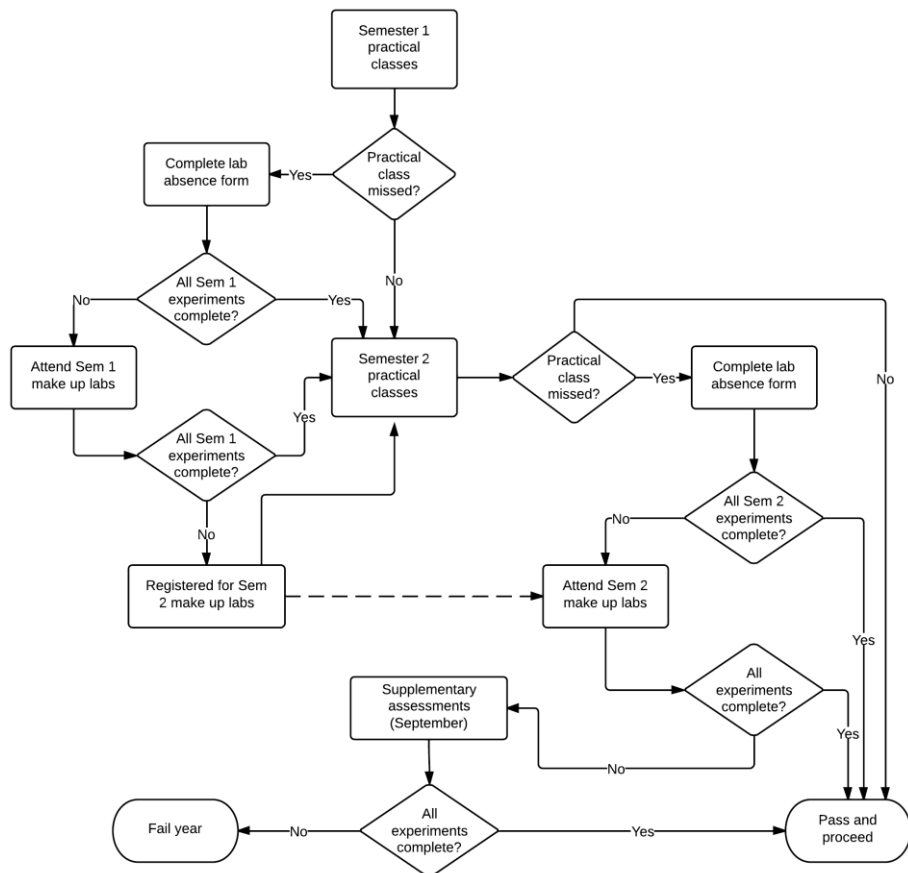 Semester 1
practical
classes
Practical
class
missed?
Yes
Complete lab
absence form
No
All Sem 1
experiments
complete?
No
Yes
Attend Sem 1
make up labs
Semester 2
practical
classes
Practical
class
missed?
Yes
Complete lab
absence form
No
All Sem 1
experiments
complete?
Yes
No
Registered for Sem
2 make up labs
All Sem 2
experiments
complete?
No
Yes
Attend Sem 2
make up labs
All
experiments
complete?
Yes
No
Supplementary
assessments
(September)
All
experiments
complete?
No
Yes
Fail year
Pass and
proceed